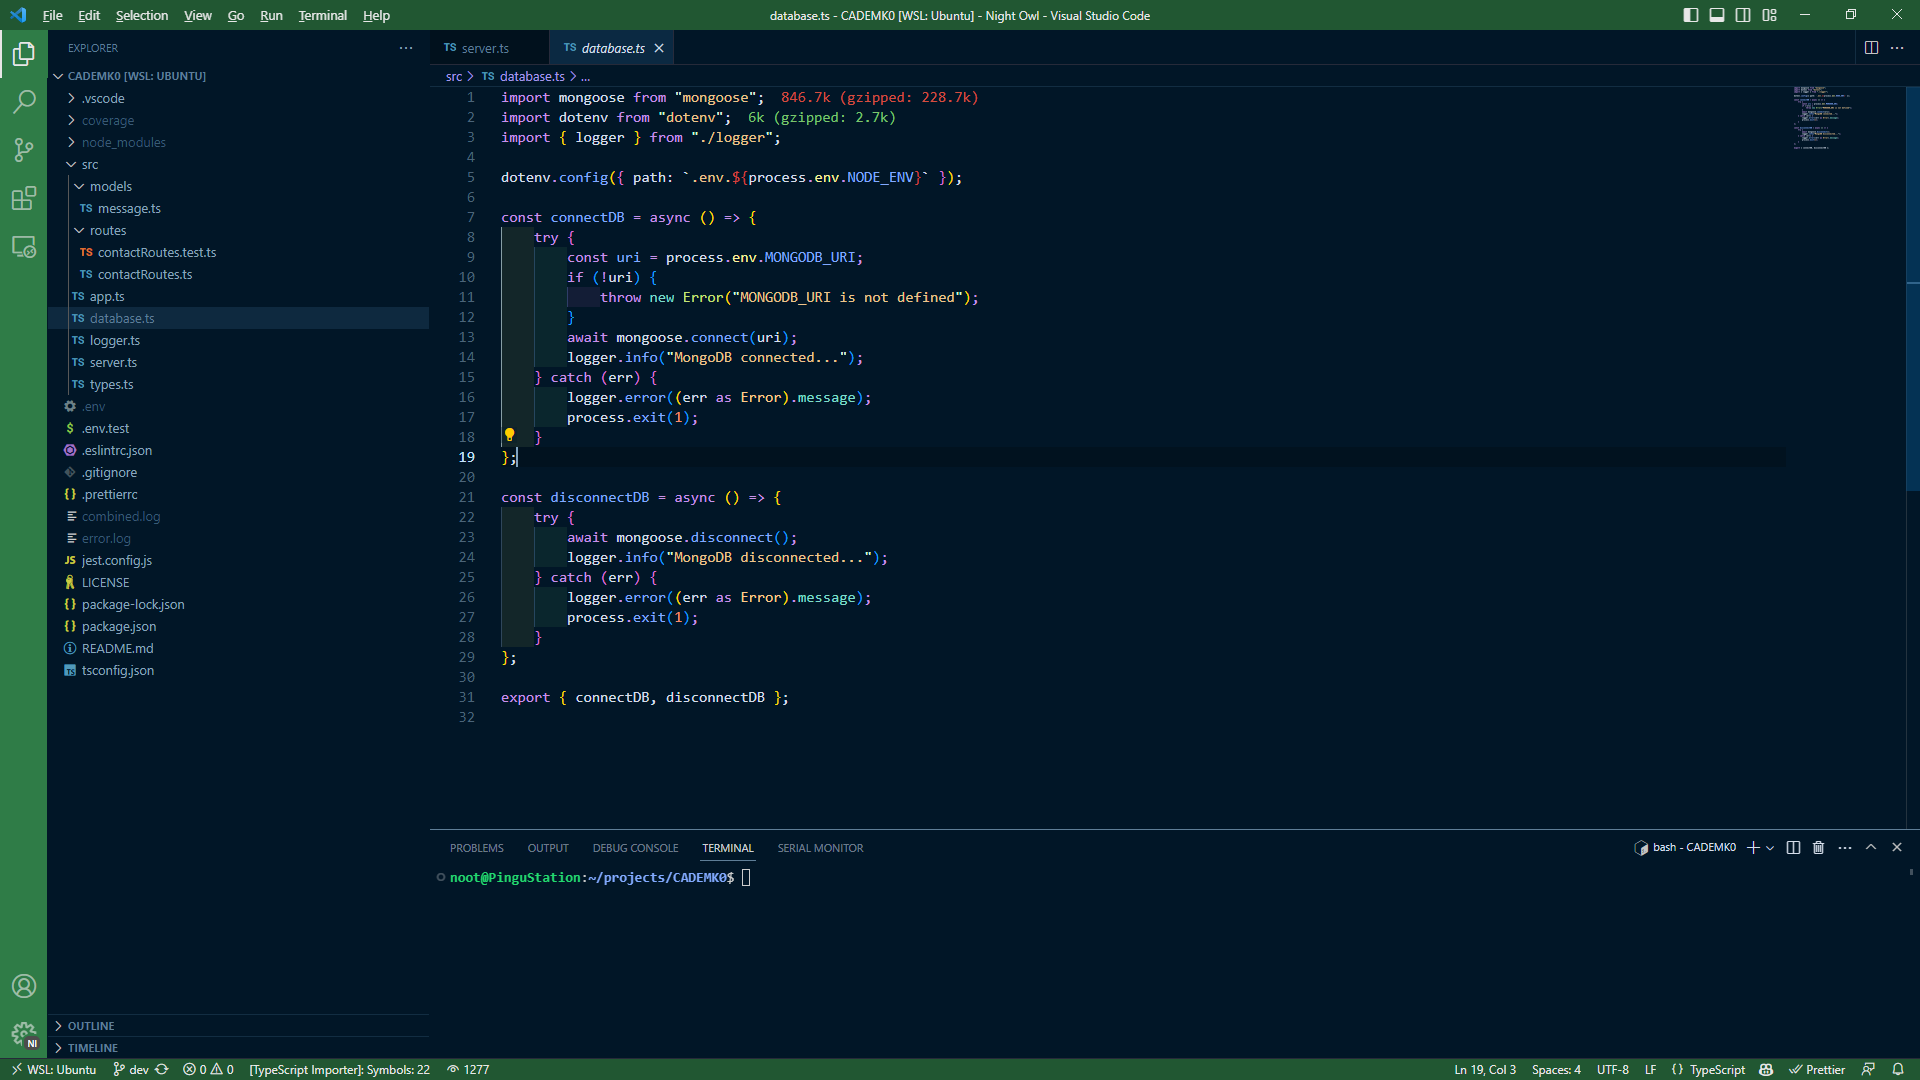 File Edit Selection View Go Run Terminal Help
database.ts - CADEMK0 [WSL: Ubuntu] - Night Owl - Visual Studio Code
EXPLORER
CADEMK0 [WSL: UBUNTU]
.vscode
coverage
node_modules
src
models
TS message.ts
routes
TS contactRoutes.test.ts
TS contactRoutes.ts
TS app.ts
TS database.ts
TS logger.ts
TS server.ts
TS types.ts
.env
$ .env.test
.eslintrc.json
.gitignore
{} .prettierrc
combined.log
error.log
JS jest.config.js
LICENSE
{} package-lock.json
{} package.json
README.md
TS tsconfig.json
OUTLINE
TIMELINE
NI
TS server.ts
TS database.ts
src > TS database.ts > ...
1 import mongoose from "mongoose"; 846.7k (gzipped: 228.7k)
2 import dotenv from "dotenv"; 6k (gzipped: 2.7k)
3 import { logger } from "./logger";
4
5 dotenv.config({ path: `.env.${process.env.NODE_ENV}` });
6
7 const connectDB = async () => {
8 try {
9 const uri = process.env.MONGODB_URI;
10 if (!uri) {
11 throw new Error("MONGODB_URI is not defined");
12 }
13 await mongoose.connect(uri);
14 logger.info("MongoDB connected...");
15 } catch (err) {
16 logger.error((err as Error).message);
17 process.exit(1);
18 }
19 };
20
21 const disconnectDB = async () => {
22 try {
23 await mongoose.disconnect();
24 logger.info("MongoDB disconnected...");
25 } catch (err) {
26 logger.error((err as Error).message);
27 process.exit(1);
28 }
29 };
30
31 export { connectDB, disconnectDB };
32
PROBLEMS OUTPUT DEBUG CONSOLE TERMINAL SERIAL MONITOR
bash - CADEMK0
noot@PinguStation:~/projects/CADEMK0$
WSL: Ubuntu dev 0 0 [TypeScript Importer]: Symbols: 22 1277
Ln 19, Col 3 Spaces: 4 UTF-8 LF {} TypeScript Prettier